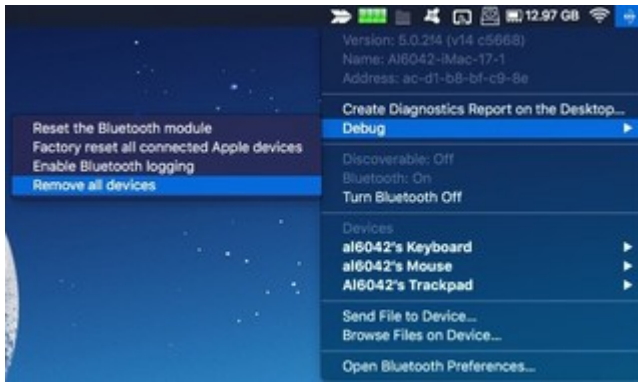 12.97 GB
Version: 5.0.2f4 (v14 c5668)
Name: Al6042-iMac-17-1
Address: ac-d1-b8-bf-c9-8e
Create Diagnostics Report on the Desktop...
Debug
Reset the Bluetooth module
Factory reset all connected Apple devices
Enable Bluetooth logging
Remove all devices
Discoverable: Off
Bluetooth: On
Turn Bluetooth Off
Devices
al6042's Keyboard
al6042's Mouse
Al6042's Trackpad
Send File to Device...
Browse Files on Device...
Open Bluetooth Preferences...